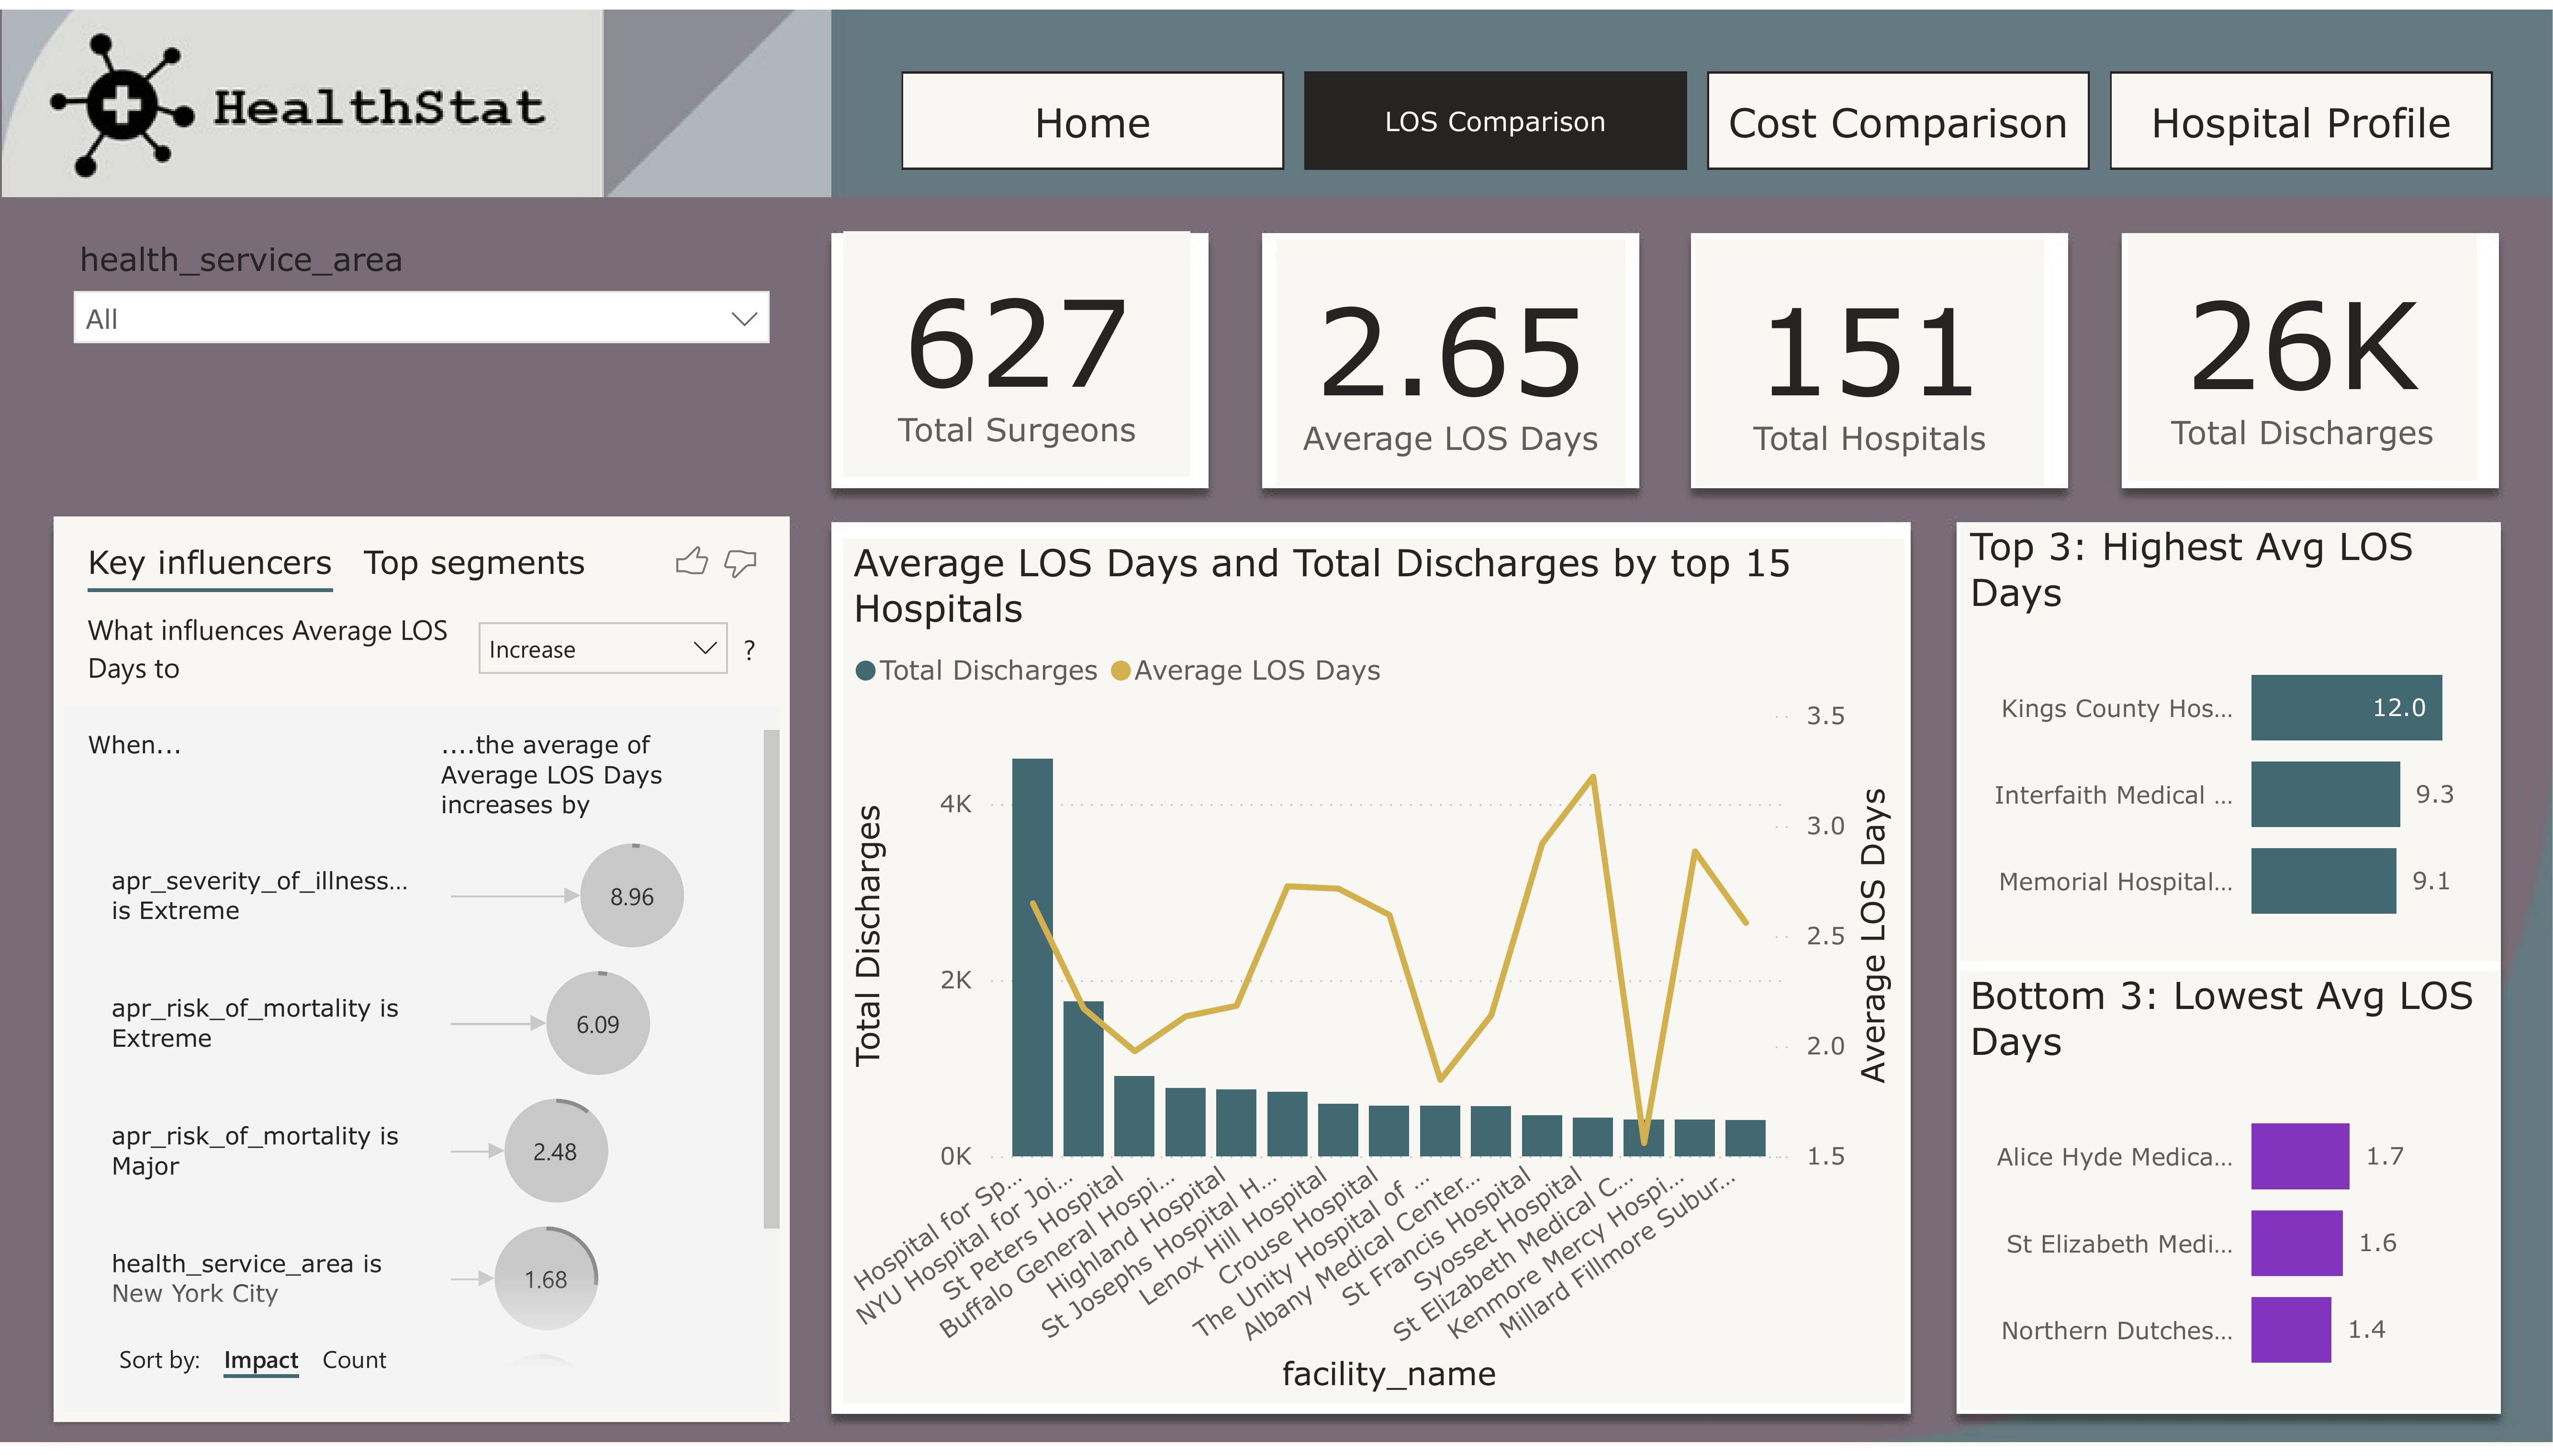 HealthStat
Home
LOS Comparison
Cost Comparison
Hospital Profile
health_service_area
All
627
Total Surgeons
2.65
Average LOS Days
151
Total Hospitals
26K
Total Discharges
Key influencers
Top segments
What influences Average LOS
Days to
Increase
?
When...
....the average of
Average LOS Days
increases by
apr_severity_of_illness...
is Extreme
8.96
apr_risk_of_mortality is
Extreme
6.09
apr_risk_of_mortality is
Major
2.48
health_service_area is
New York City
1.68
Sort by:
Impact
Count
Average LOS Days and Total Discharges by top 15
Hospitals
Total Discharges
Average LOS Days
Total Discharges
4K
2K
0K
3.5
3.0
2.5
2.0
1.5
Average LOS Days
Hospital for Sp...
NYU Hospital for Joi...
St Peters Hospital
Buffalo General Hospi...
Highland Hospital
St Josephs Hospital H...
Lenox Hill Hospital
Crouse Hospital
The Unity Hospital of ...
Albany Medical Center...
St Francis Hospital
Syosset Hospital
St Elizabeth Medical C...
Kenmore Mercy Hospi...
Millard Fillmore Subur...
facility_name
Top 3: Highest Avg LOS
Days
Kings County Hos...
12.0
Interfaith Medical ...
9.3
Memorial Hospital...
9.1
Bottom 3: Lowest Avg LOS
Days
Alice Hyde Medica...
1.7
St Elizabeth Medi...
1.6
Northern Dutches...
1.4